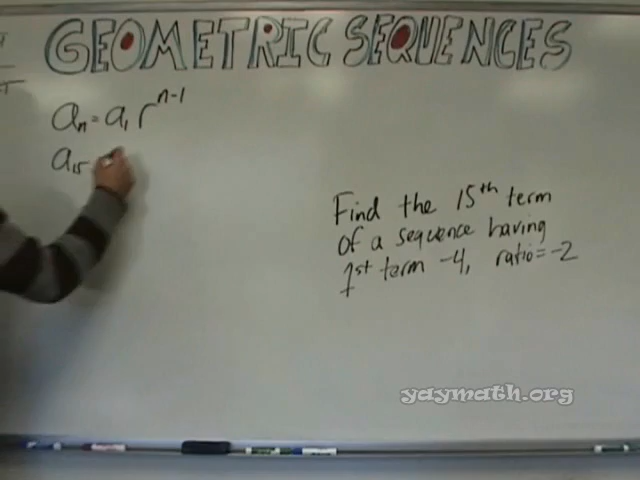 GEOMETRIC SEQUENCES
aₙ = a₁ rⁿ⁻¹
a₁₅
Find the 15th term
of a sequence having
1st term -4, ratio = -2
yaymath.org